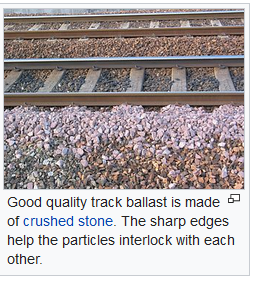 Good quality track ballast is made
of crushed stone. The sharp edges
help the particles interlock with each
other.